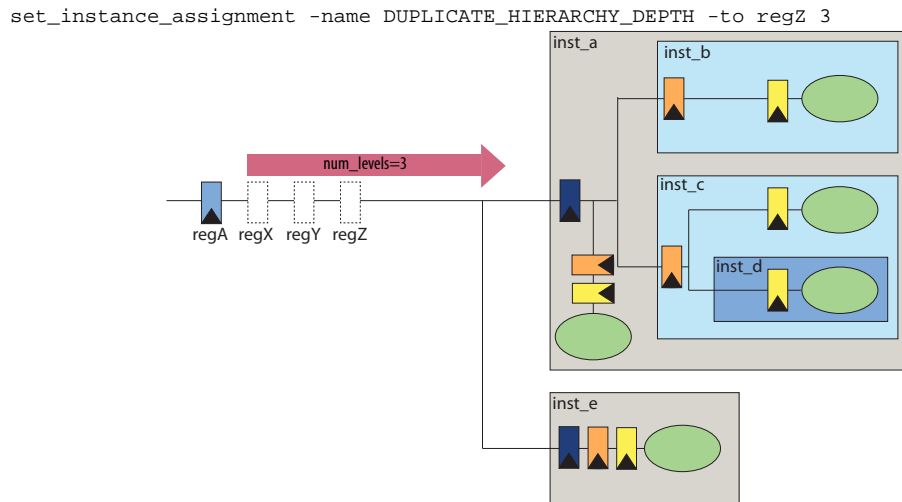 set_instance_assignment -name DUPLICATE_HIERARCHY_DEPTH -to regZ 3
inst_a
inst_b
num_levels=3
inst_c
regA
regX
regY
regZ
inst_d
inst_e